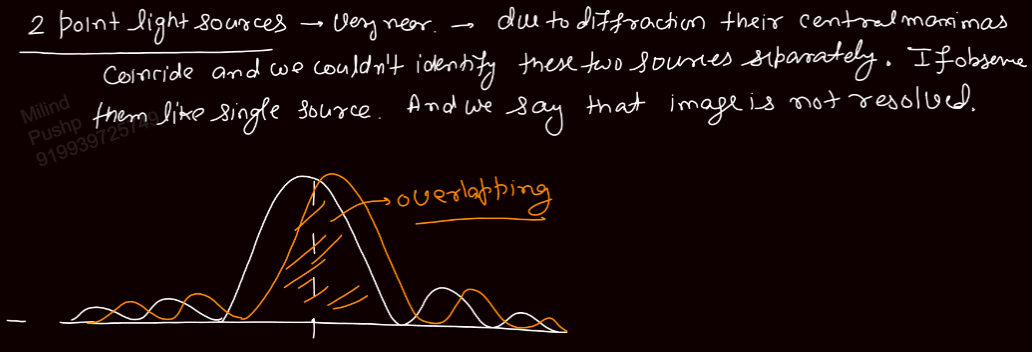 2 point light sources → Very near. → due to diffraction their central maximas
Coincide and we couldn't identify these two sources separately. If observe
them like single source. And we say that image is not resolved.
Milind
Pushp
919939725749
→ overlapping